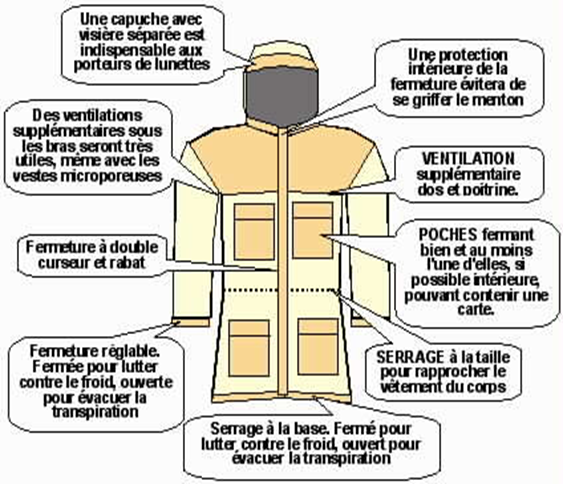 Une capuche avec
visière séparée est
indispensable aux
porteurs de lunettes
Une protection
intérieure de la
fermeture évitera de
se griffer le menton
Des ventilations
supplémentaires sous
les bras seront très
utiles, même avec les
vestes microporeuses
VENTILATION
supplémentaire
dos et poitrine.
Fermeture à double
curseur et rabat
POCHES fermant
bien et au moins
l'une d'elles, si
possible intérieure,
pouvant contenir une
carte.
Fermeture réglable.
Fermée pour lutter
contre le froid, ouverte
pour évacuer la
transpiration
SERRAGE à la taille
pour rapprocher le
vêtement du corps
Serrage à la base. Fermé pour
lutter contre le froid, ouvert pour
évacuer la transpiration